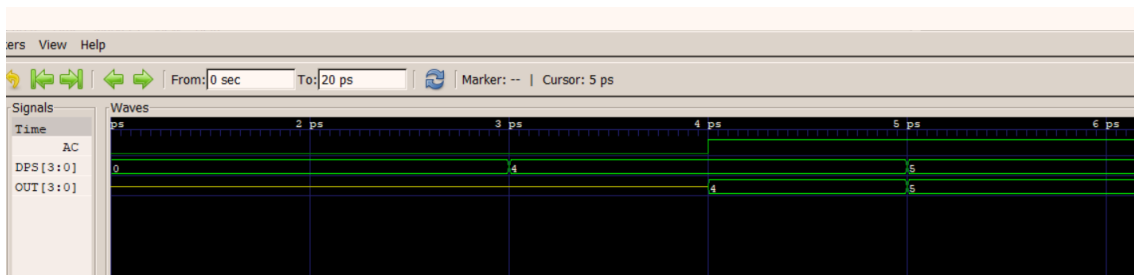 View Help
From: 0 sec To: 20 ps Marker: -- | Cursor: 5 ps
Signals Waves
Time ps 2 ps 3 ps 4 ps 5 ps 6 ps
AC
DPS[3:0] 0 4 5
OUT[3:0] 4 5